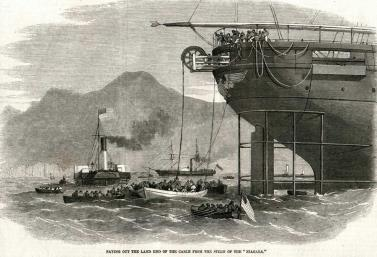 PAYING OUT THE LAND END OF THE CABLE FROM THE STERN OF THE "NIAGARA."